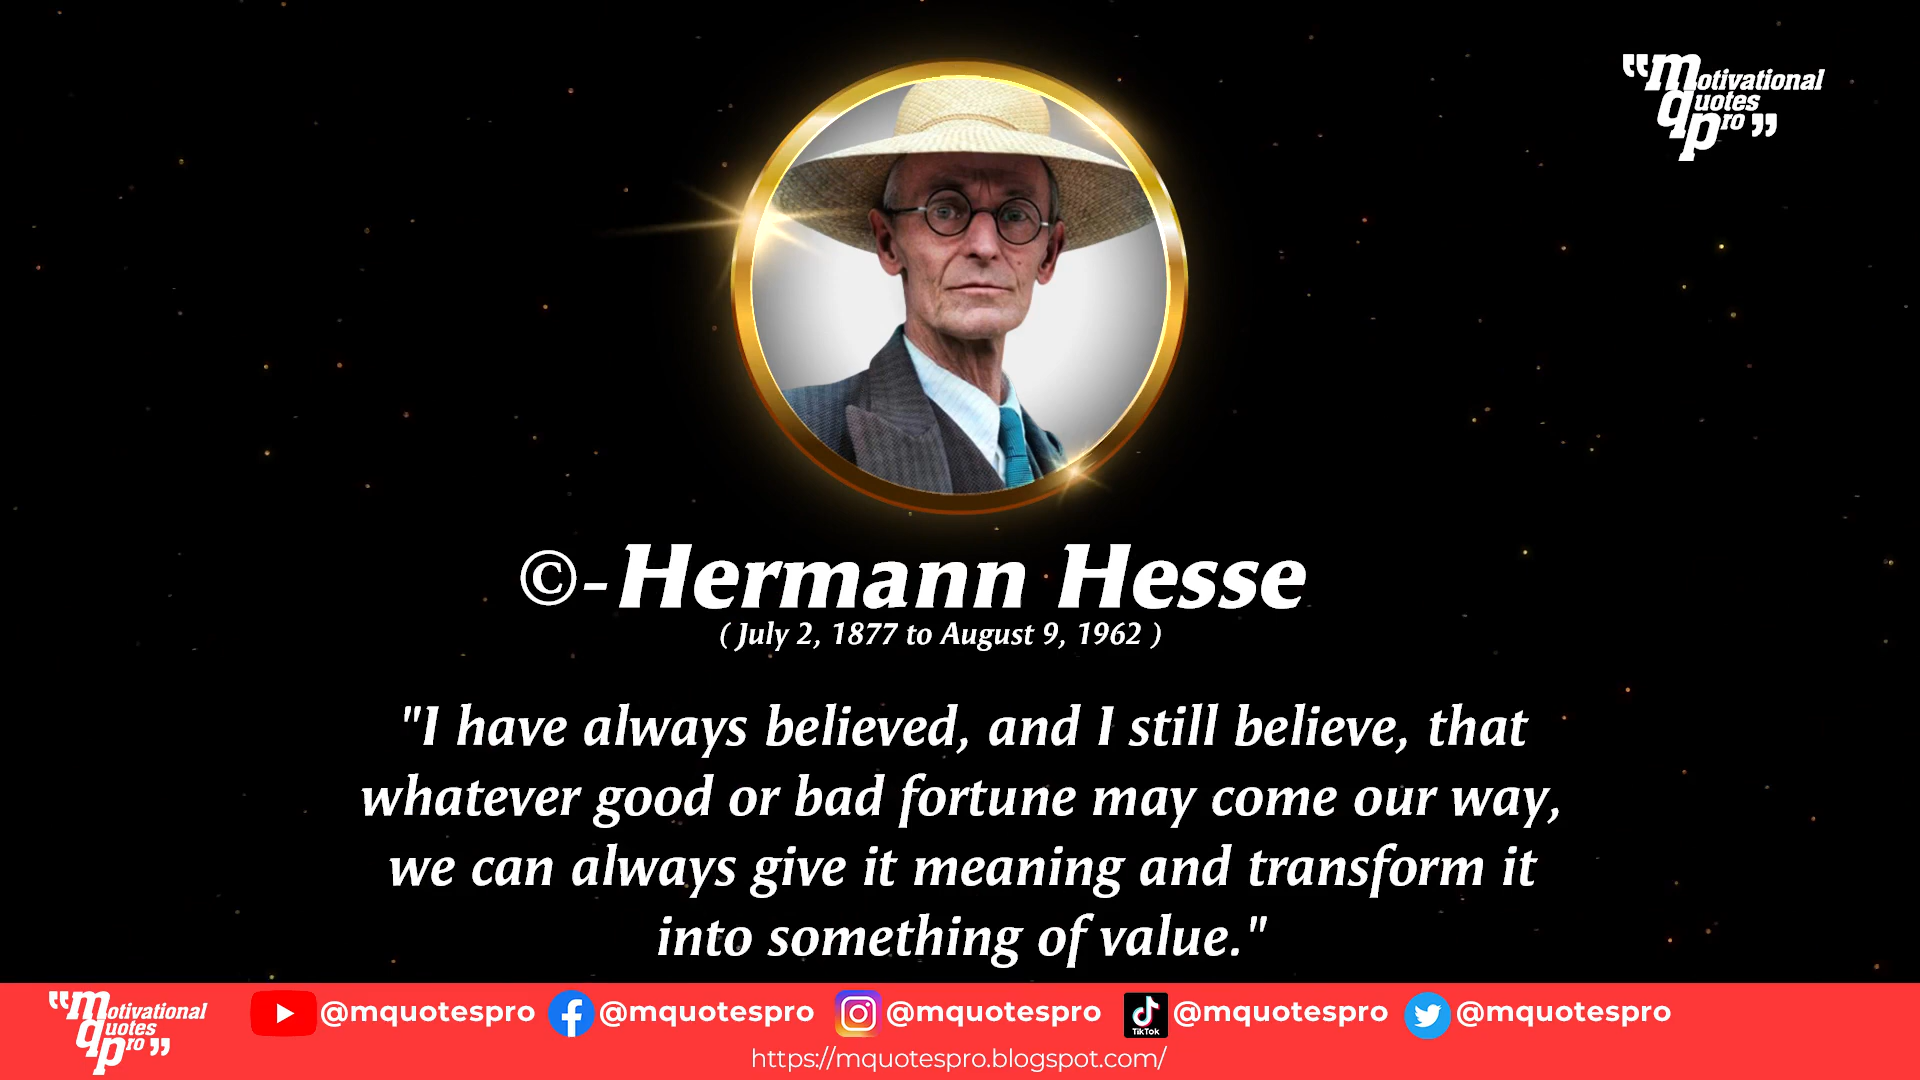 “Motivational
Quotes
Pro”
©-Hermann Hesse
( July 2, 1877 to August 9, 1962 )
"I have always believed, and I still believe, that
whatever good or bad fortune may come our way,
we can always give it meaning and transform it
into something of value."
“Motivational
Quotes
Pro”
@mquotespro @mquotespro @mquotespro TikTok @mquotespro @mquotespro
https://mquotespro.blogspot.com/